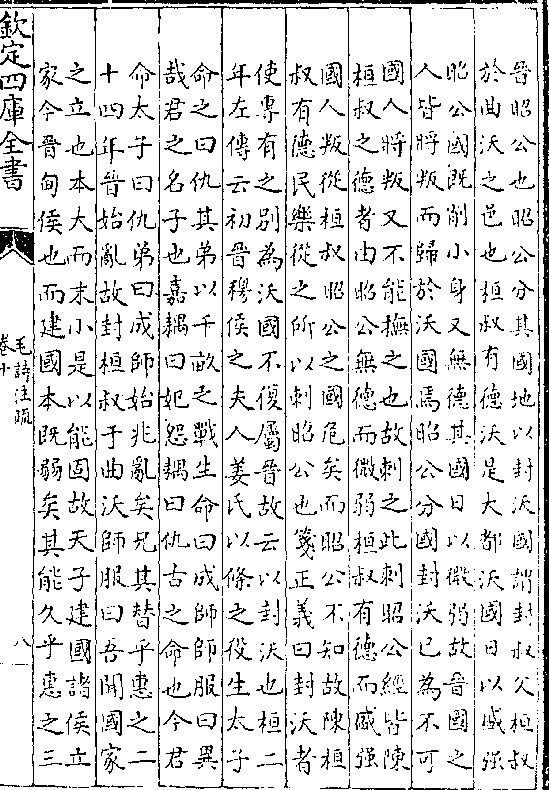 晉昭公也昭公分其國地以封沃國謂封叔父桓叔
於曲沃之邑也桓叔有德沃是大都沃國日以盛强
昭公國既削小身又無德其國日以微弱故晉國之
人皆將叛而歸於沃國焉昭公分國封沃已為不可
國人將叛又不能撫之也故刺之此刺昭公經皆陳
桓叔之德者由昭公無德而微弱桓叔有德而盛强
國人叛從桓叔昭公之國危矣而昭公不知故陳桓
叔有德民樂從之所以刺昭公也箋正義曰封沃者
使專有之别為沃國不復屬晉故云以封沃也桓二
年左傳云初晉穆侯之夫人姜氏以條之役生太子
命之曰仇其弟以千畝之戰生命曰成師師服曰異
哉君之名子也嘉耦曰妃怨耦曰仇古之命也今君
命太子曰仇弟曰成師始兆亂矣兄其替乎惠之二
十四年晉始亂故封桓叔于曲沃師服曰吾聞國家
之立也本大而末小是以能固故天子建國諸侯立
家今晉甸侯也而建國本既弱矣其能久乎惠之三
欽定四庫全書
毛詩注疏
卷十
八